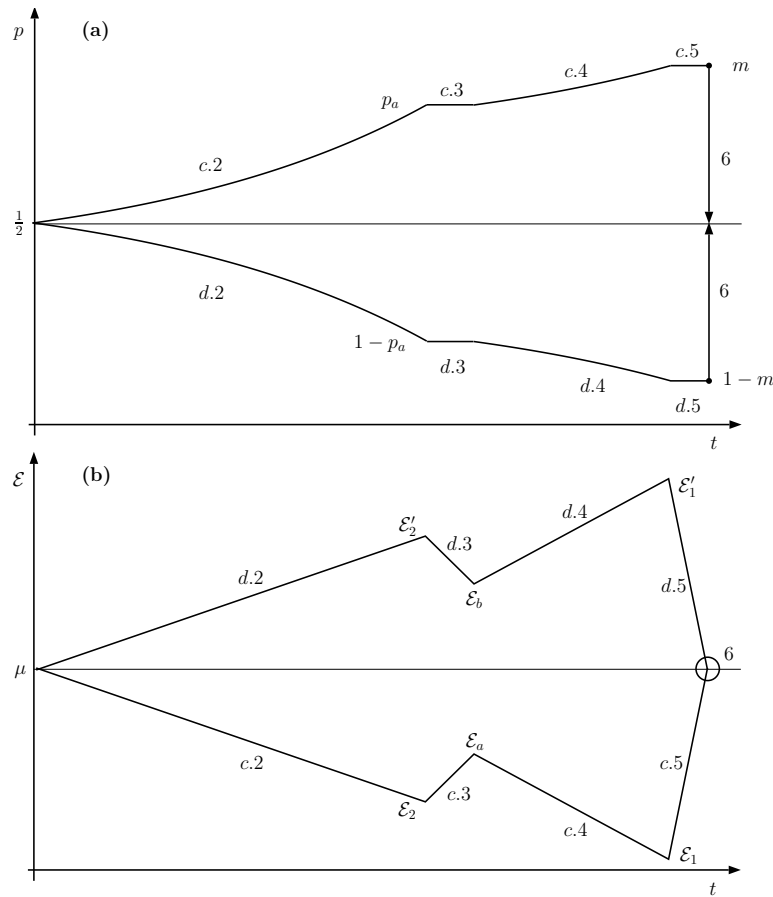 (a)
p
c.5
m
c.4
c.3
p_a
6
c.2
1/2
d.2
6
1 − p_a
d.3
1 − m
d.4
d.5
t
(b)
ℰ
ℰ′_1
ℰ′_2
d.4
d.3
d.2
d.5
ℰ_b
6
μ
ℰ_a
c.2
c.5
c.3
ℰ_2
c.4
ℰ_1
t